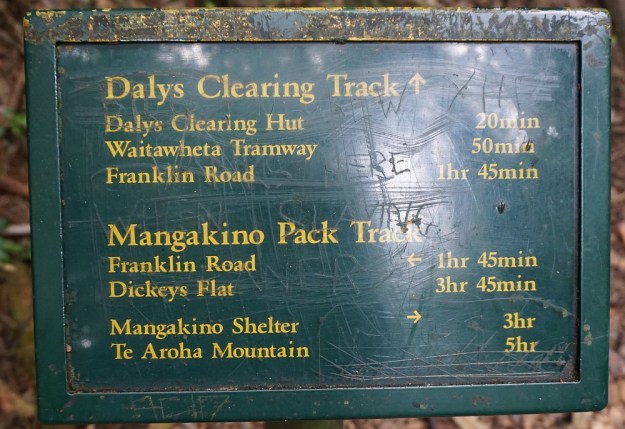 Dalys Clearing Track ↑
Dalys Clearing Hut 20min
Waitawheta Tramway 50min
Franklin Road 1hr 45min
Mangakino Pack Track
Franklin Road ← 1hr 45min
Dickeys Flat 3hr 45min
Mangakino Shelter → 3hr
Te Aroha Mountain 5hr